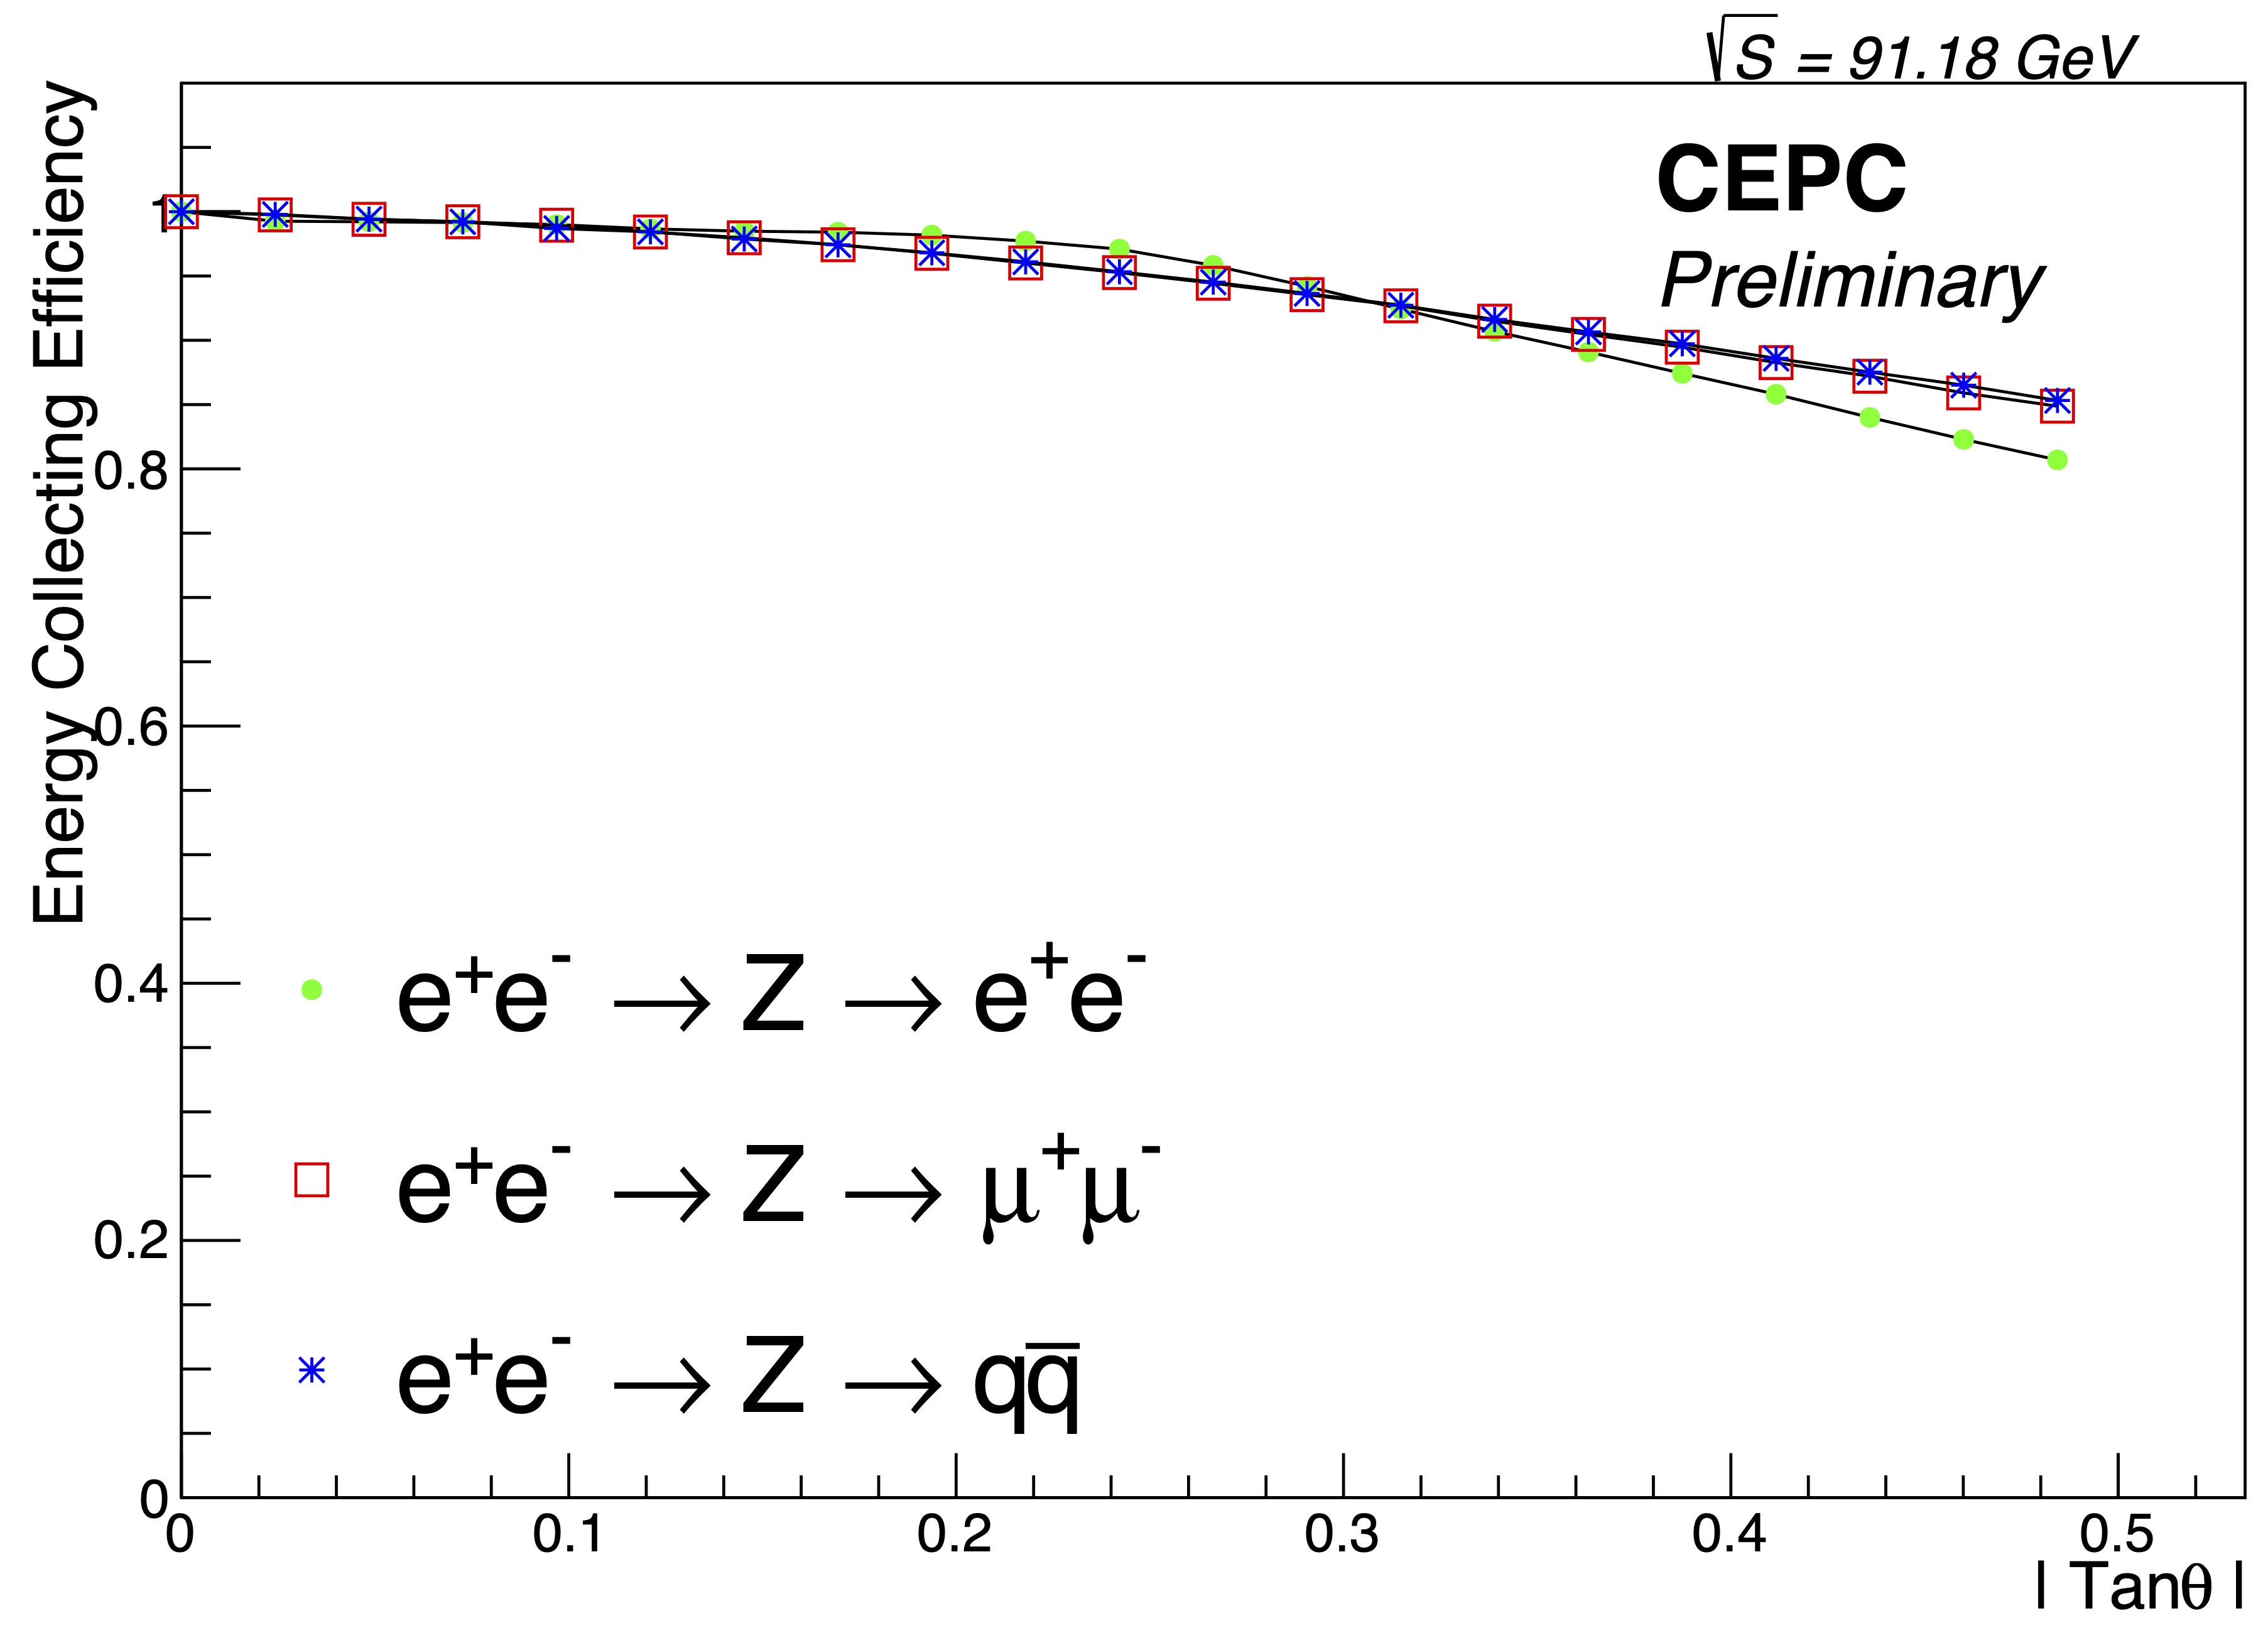 √S = 91.18 GeV
CEPC
Preliminary
Energy Collecting Efficiency
1
0.8
0.6
0.4
0.2
0
e⁺e⁻ → Z → e⁺e⁻
e⁺e⁻ → Z → μ⁺μ⁻
e⁺e⁻ → Z → qq̅
0 0.1 0.2 0.3 0.4 0.5
| Tanθ |